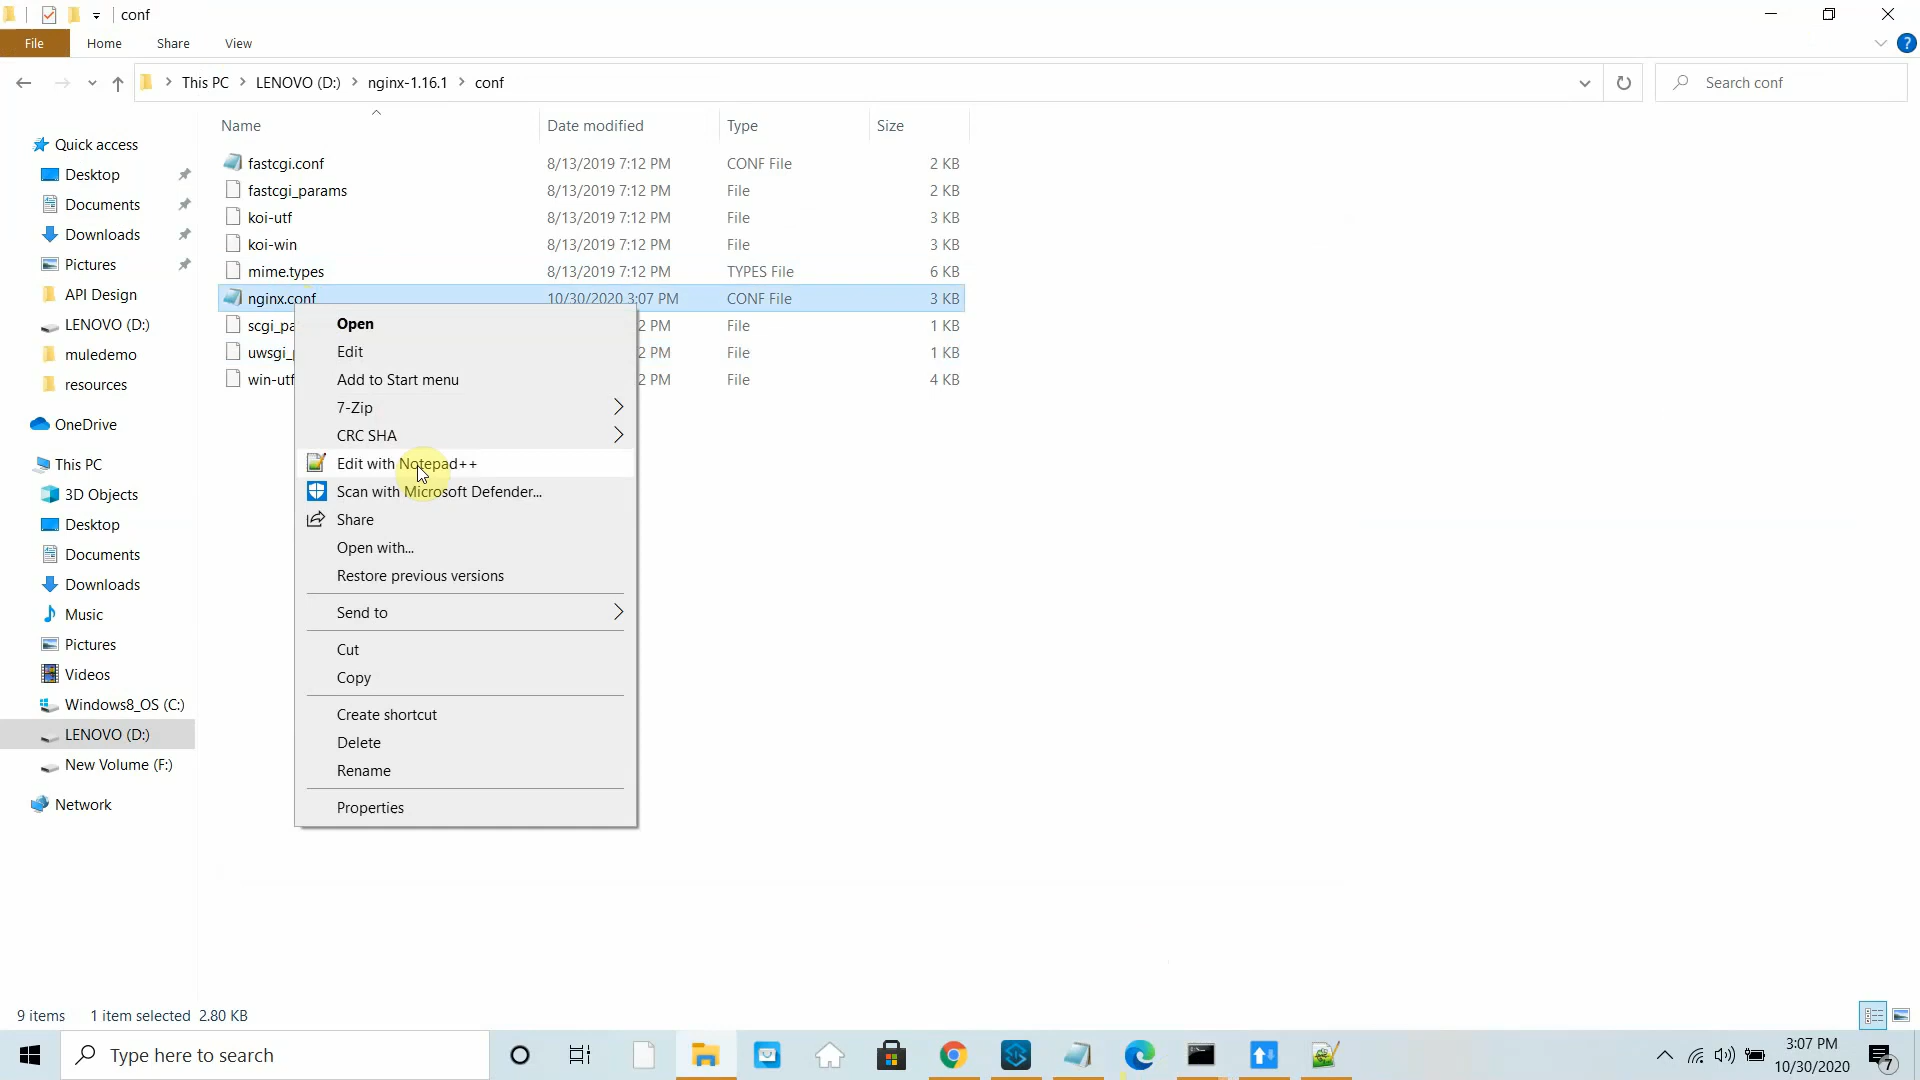 conf
File Home Share View
This PC LENOVO (D:) nginx-1.16.1 conf
Search conf
Name Date modified Type Size
Quick access
Desktop
Documents
Downloads
Pictures
API Design
LENOVO (D:)
muledemo
resources
OneDrive
This PC
3D Objects
Desktop
Documents
Downloads
Music
Pictures
Videos
Windows8_OS (C:)
LENOVO (D:)
New Volume (F:)
Network
fastcgi.conf 8/13/2019 7:12 PM CONF File 2 KB
fastcgi_params 8/13/2019 7:12 PM File 2 KB
koi-utf 8/13/2019 7:12 PM File 3 KB
koi-win 8/13/2019 7:12 PM File 3 KB
mime.types 8/13/2019 7:12 PM TYPES File 6 KB
nginx.conf 10/30/2020 3:07 PM CONF File 3 KB
scgi_pa 2 PM File 1 KB
uwsgi_ 2 PM File 1 KB
win-utf 2 PM File 4 KB
Open
Edit
Add to Start menu
7-Zip
CRC SHA
Edit with Notepad++
Scan with Microsoft Defender...
Share
Open with...
Restore previous versions
Send to
Cut
Copy
Create shortcut
Delete
Rename
Properties
9 items 1 item selected 2.80 KB
Type here to search
3:07 PM
10/30/2020
7